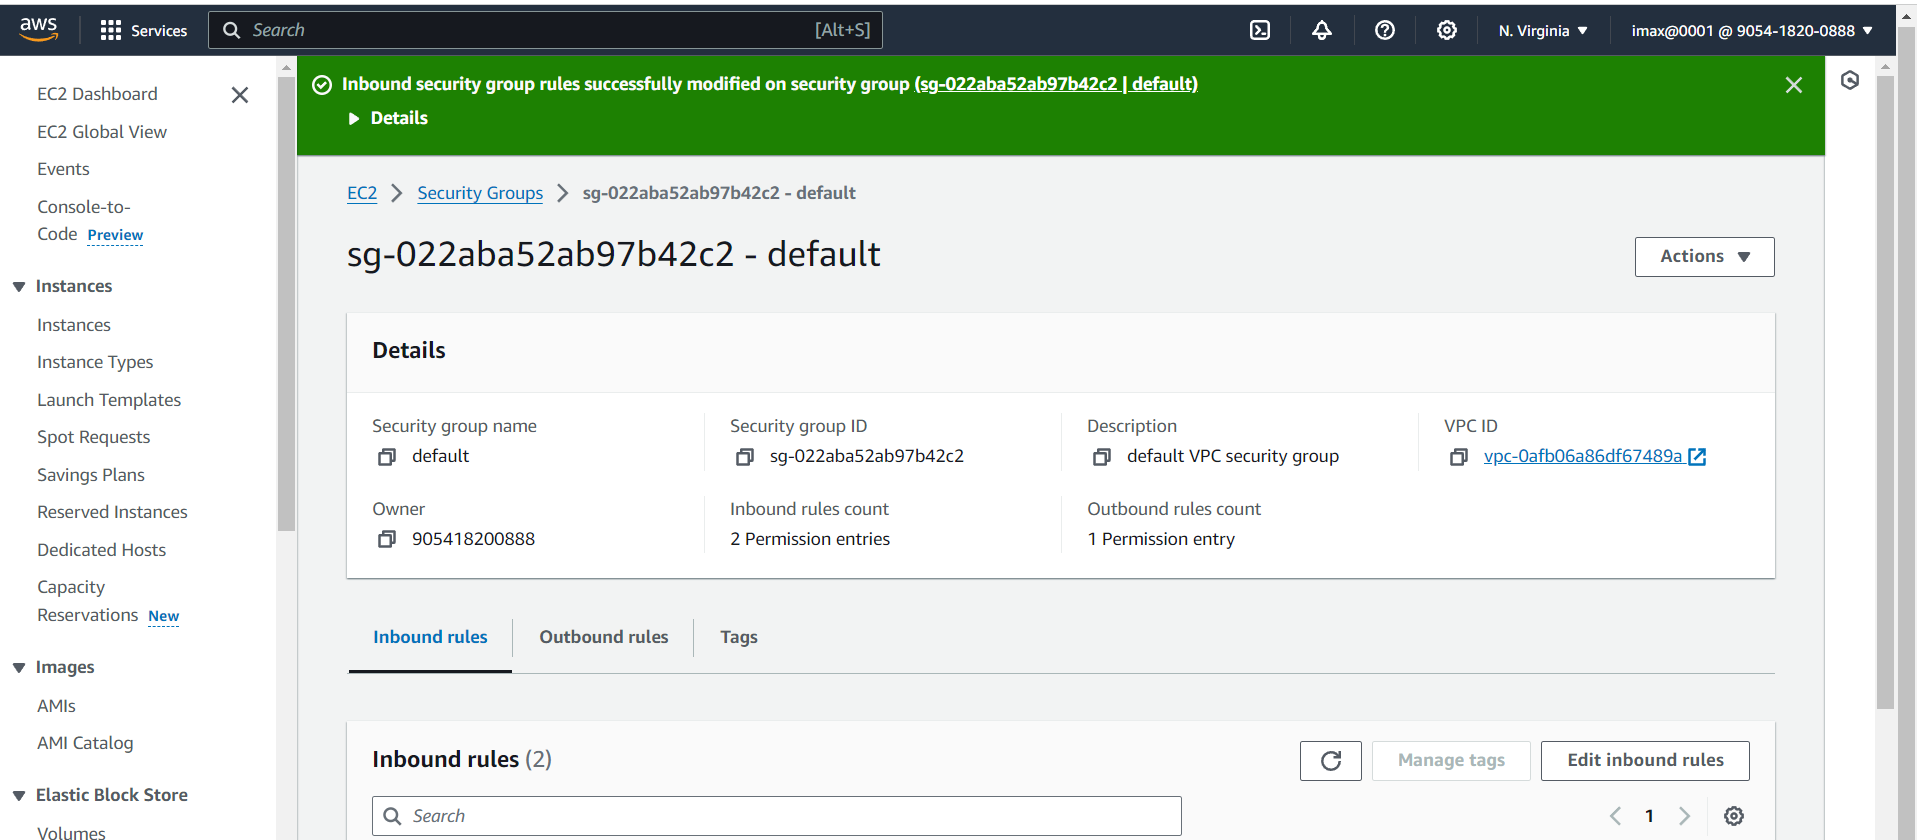 aws
Services
Search
[Alt+S]
N. Virginia
imax@0001 @ 9054-1820-0888
EC2 Dashboard
EC2 Global View
Events
Console-to-
Code Preview
Instances
Instances
Instance Types
Launch Templates
Spot Requests
Savings Plans
Reserved Instances
Dedicated Hosts
Capacity
Reservations New
Images
AMIs
AMI Catalog
Elastic Block Store
Volumes
Inbound security group rules successfully modified on security group (sg-022aba52ab97b42c2 | default)
Details
EC2 > Security Groups > sg-022aba52ab97b42c2 - default
sg-022aba52ab97b42c2 - default
Actions
Details
Security group name
default
Security group ID
sg-022aba52ab97b42c2
Description
default VPC security group
VPC ID
vpc-0afb06a86df67489a
Owner
905418200888
Inbound rules count
2 Permission entries
Outbound rules count
1 Permission entry
Inbound rules
Outbound rules
Tags
Inbound rules (2)
Manage tags
Edit inbound rules
Search
1